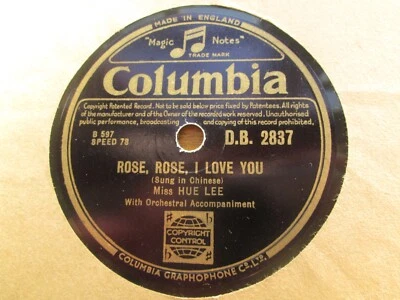 MADE IN ENGLAND
"Magic Notes"
TRADE MARK
Columbia
Copyright Patented Record. Not to be sold below price fixed by Patentees. All rights
of the manufacturer and of the Owner of the recorded work reserved. Unauthorised
public performance, broadcasting and copying of this record prohibited.
B 597
SPEED 78
D.B. 2837
ROSE, ROSE, I LOVE YOU
(Sung in Chinese)
Miss HUE LEE
With Orchestral Accompaniment
COPYRIGHT
CONTROL
COLUMBIA GRAPHOPHONE Co. Ltd.